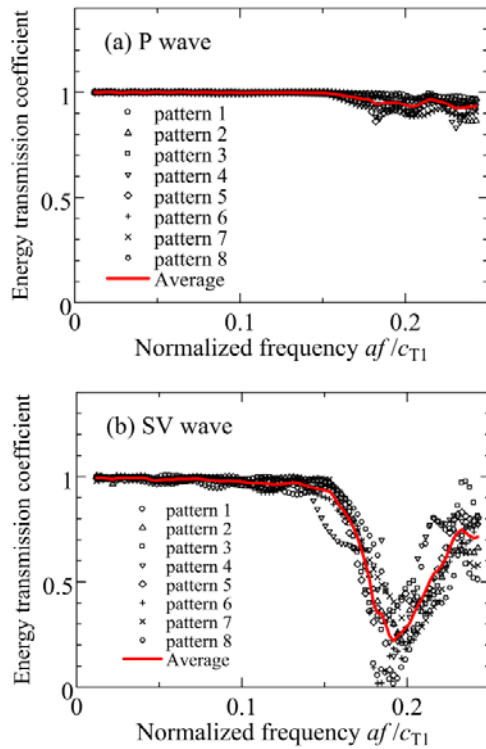 (a) P wave
Energy transmission coefficient
1
0.5
0
pattern 1
pattern 2
pattern 3
pattern 4
pattern 5
pattern 6
pattern 7
pattern 8
Average
0 0.1 0.2
Normalized frequency af/cT1
(b) SV wave
Energy transmission coefficient
1
0.5
0
pattern 1
pattern 2
pattern 3
pattern 4
pattern 5
pattern 6
pattern 7
pattern 8
Average
0 0.1 0.2
Normalized frequency af/cT1